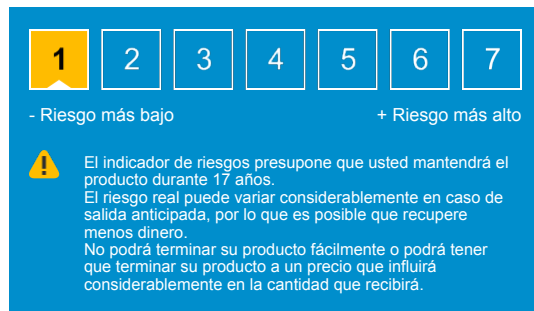 1 2 3 4 5 6 7
- Riesgo más bajo + Riesgo más alto
El indicador de riesgos presupone que usted mantendrá el
producto durante 17 años.
El riesgo real puede variar considerablemente en caso de
salida anticipada, por lo que es posible que recupere
menos dinero.
No podrá terminar su producto fácilmente o podrá tener
que terminar su producto a un precio que influirá
considerablemente en la cantidad que recibirá.